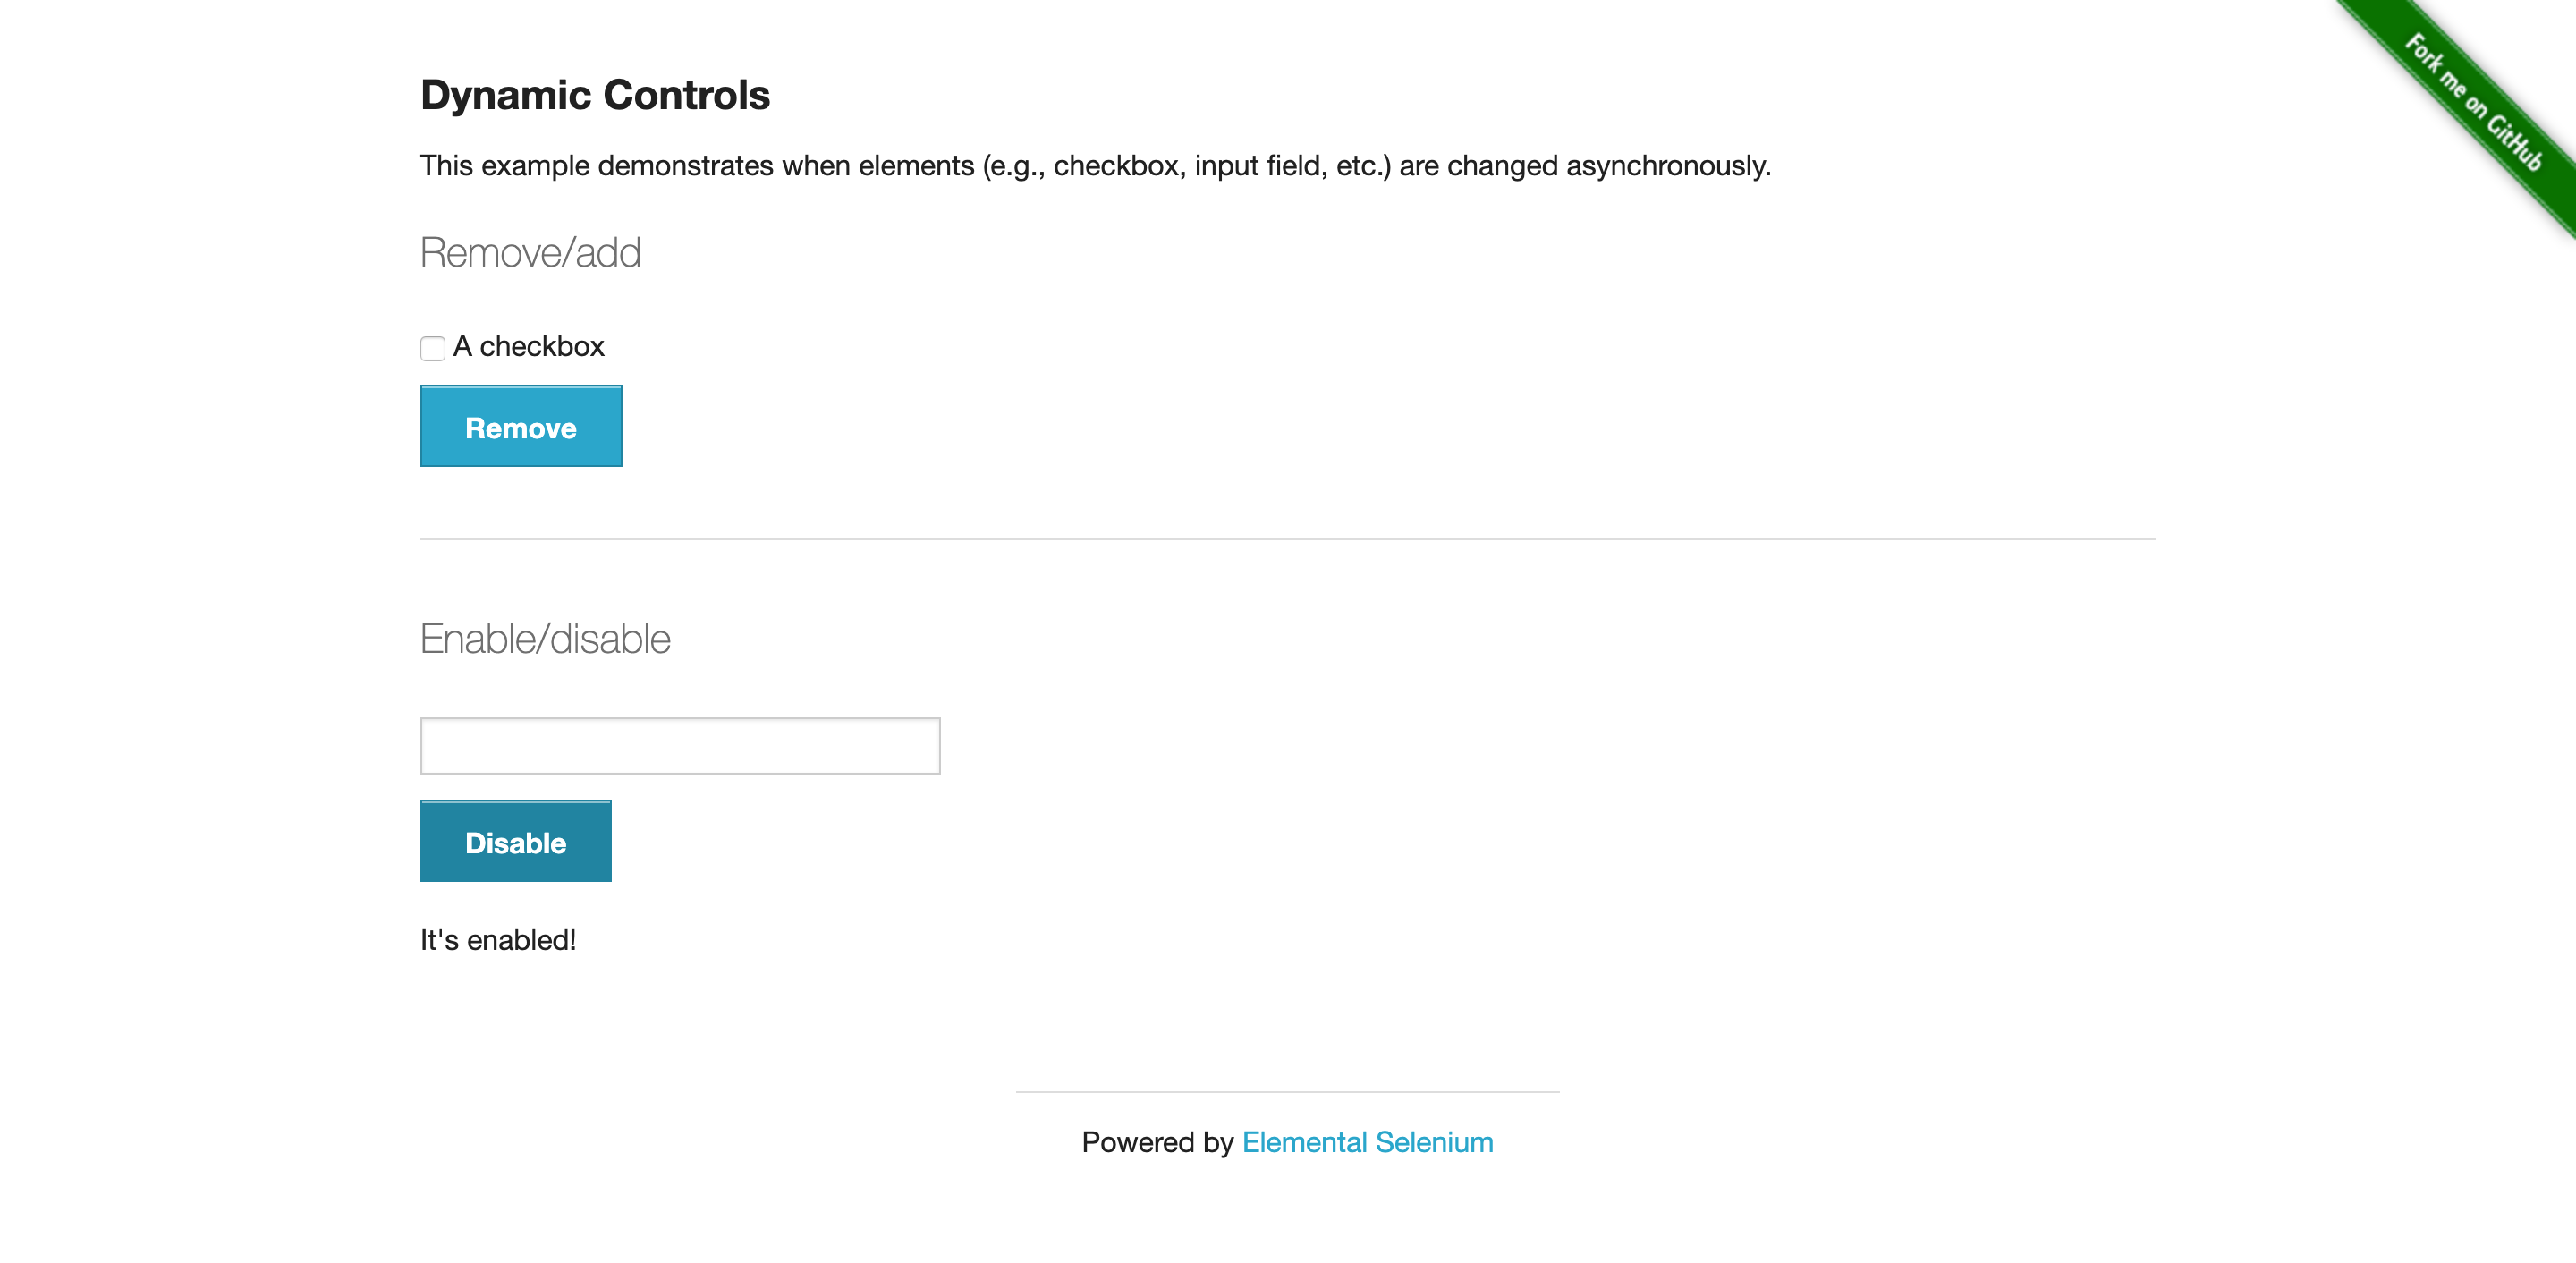 Fork me on GitHub
Dynamic Controls
This example demonstrates when elements (e.g., checkbox, input field, etc.) are changed asynchronously.
Remove/add
A checkbox
Remove
Enable/disable
Disable
It's enabled!
Powered by Elemental Selenium